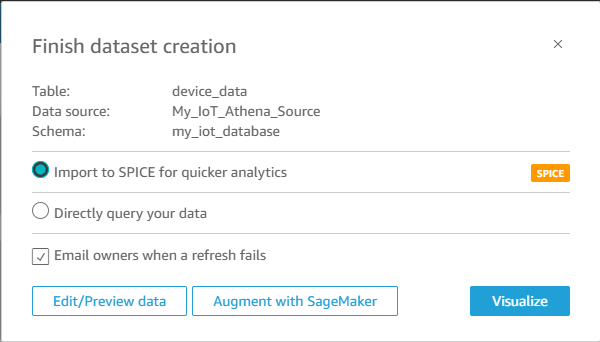 Finish dataset creation
Table: device_data
Data source: My_IoT_Athena_Source
Schema: my_iot_database
Import to SPICE for quicker analytics SPICE
Directly query your data
Email owners when a refresh fails
Edit/Preview data Augment with SageMaker Visualize